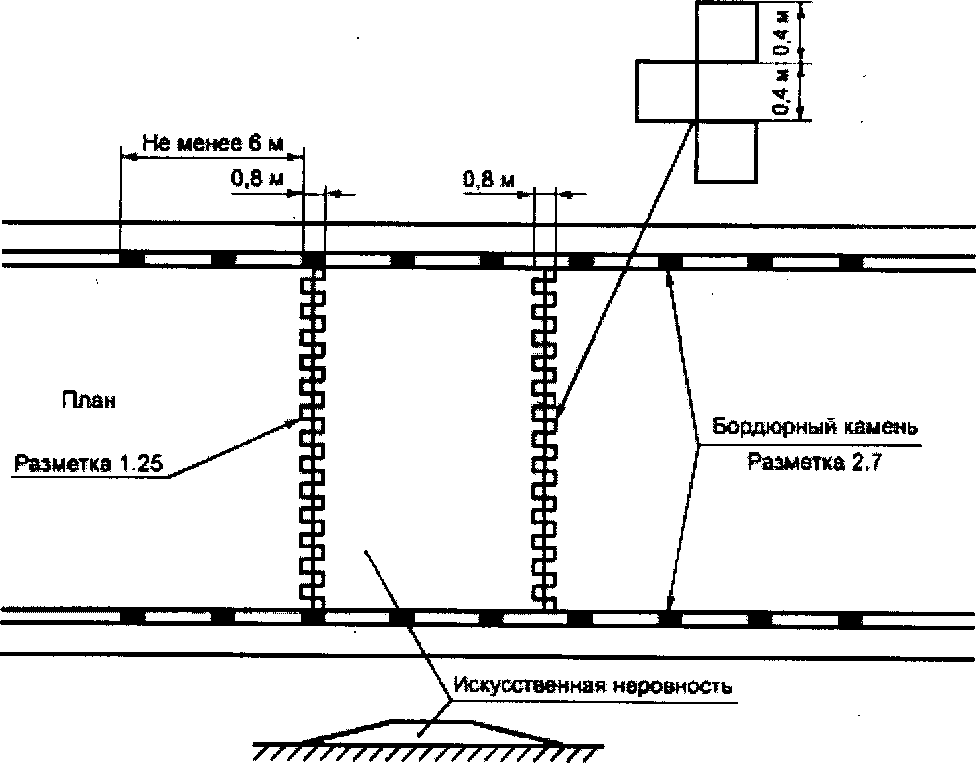 0,4 м
0,4 м
Не менее 6 м
0,8 м
0,8 м
План
Разметка 1.25
Бордюрный камень
Разметка 2.7
Искусственная неровность